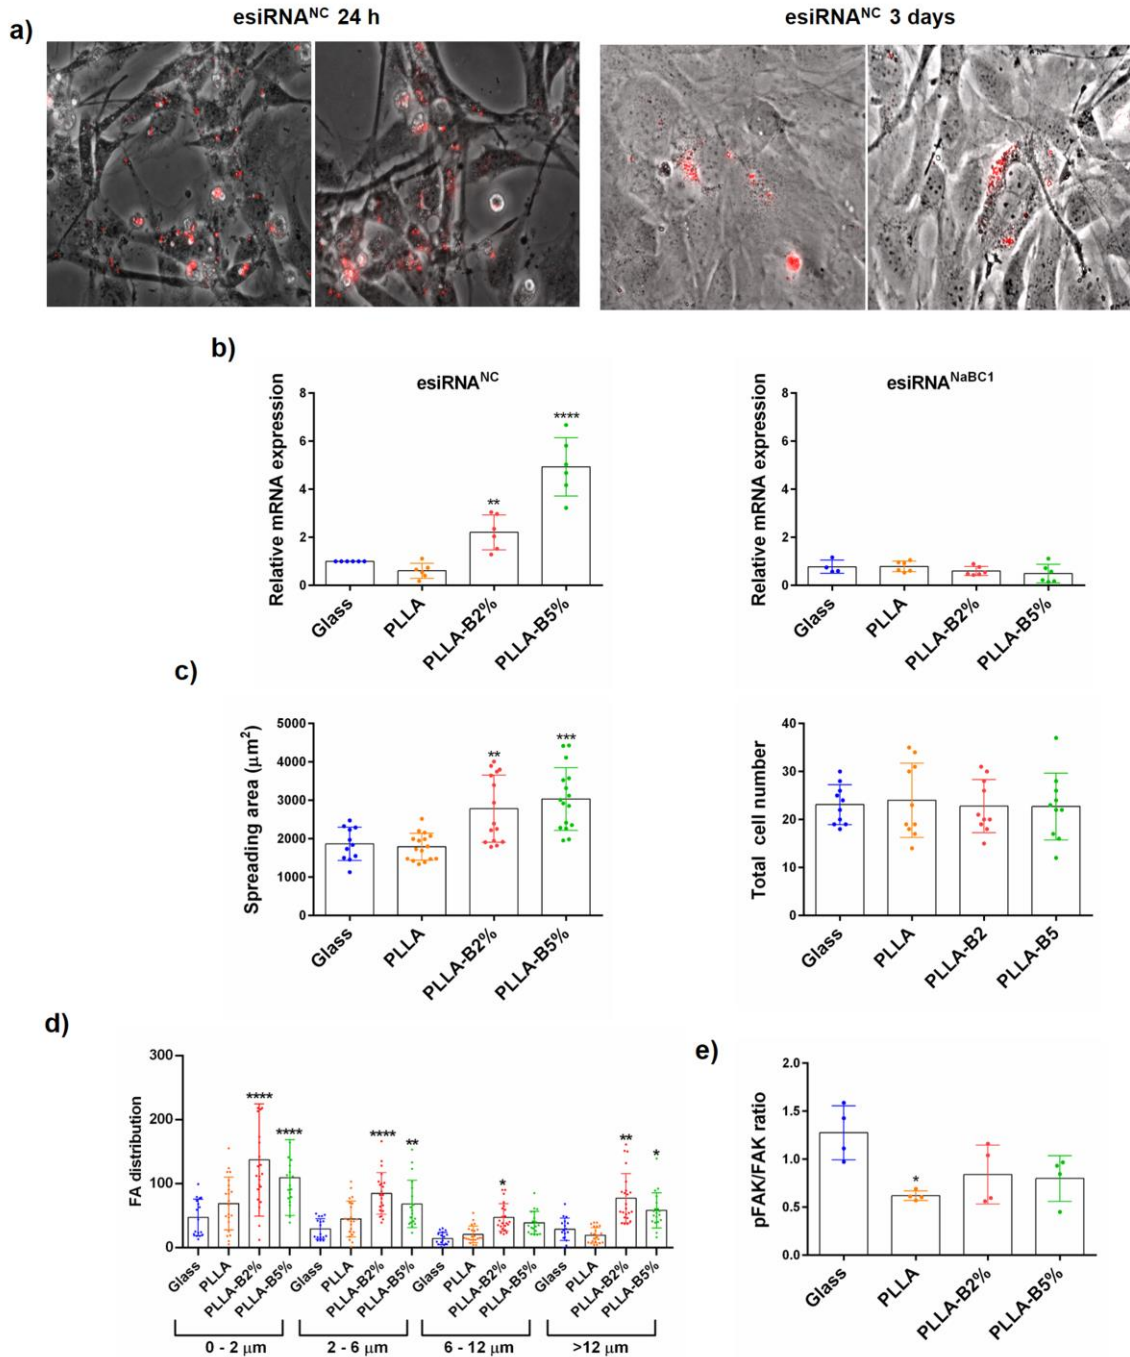 a)
esiRNA^NC 24 h
esiRNA^NC 3 days
b)
esiRNA^NC
Relative mRNA expression
8
6
4
2
0
**
****
Glass
PLLA
PLLA-B2%
PLLA-B5%
esiRNA^NaBC1
Relative mRNA expression
8
6
4
2
0
Glass
PLLA
PLLA-B2%
PLLA-B5%
c)
Spreading area (μm²)
5000
4000
3000
2000
1000
0
**
***
Glass
PLLA
PLLA-B2%
PLLA-B5%
Total cell number
40
30
20
10
0
Glass
PLLA
PLLA-B2
PLLA-B5
d)
FA distribution
300
200
100
0
****
****
****
**
*
**
*
Glass
PLLA
PLLA-B2%
PLLA-B5%
Glass
PLLA
PLLA-B2%
PLLA-B5%
Glass
PLLA
PLLA-B2%
PLLA-B5%
Glass
PLLA
PLLA-B2%
PLLA-B5%
0 - 2 μm
2 - 6 μm
6 - 12 μm
>12 μm
e)
pFAK/FAK ratio
2.0
1.5
1.0
0.5
0.0
*
Glass
PLLA
PLLA-B2%
PLLA-B5%